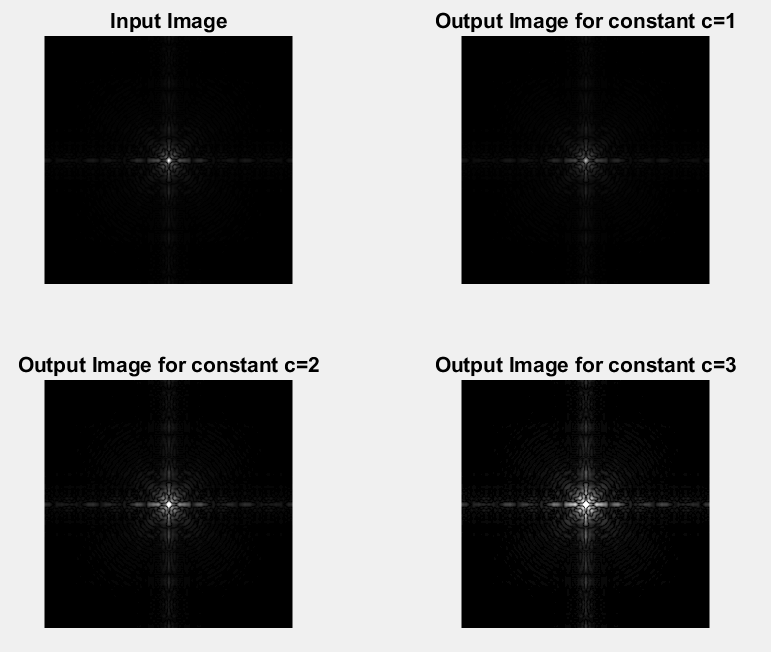 Input Image
Output Image for constant c=1
Output Image for constant c=2
Output Image for constant c=3